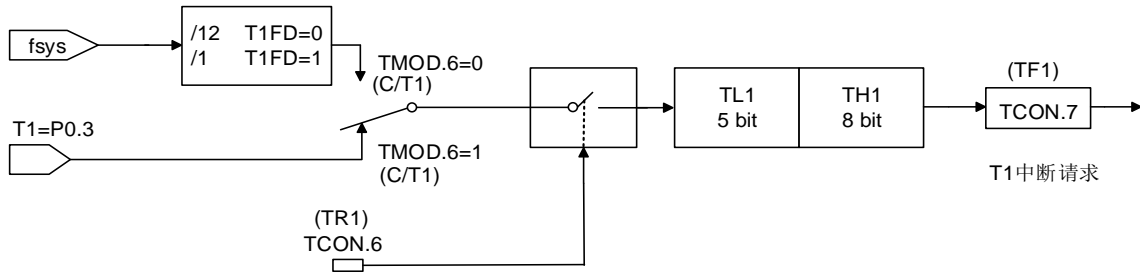 fsys
/12 T1FD=0
/1 T1FD=1
TMOD.6=0
(C/T1)
T1=P0.3
TMOD.6=1
(C/T1)
(TR1)
TCON.6
TL1
5 bit
TH1
8 bit
(TF1)
TCON.7
T1中断请求